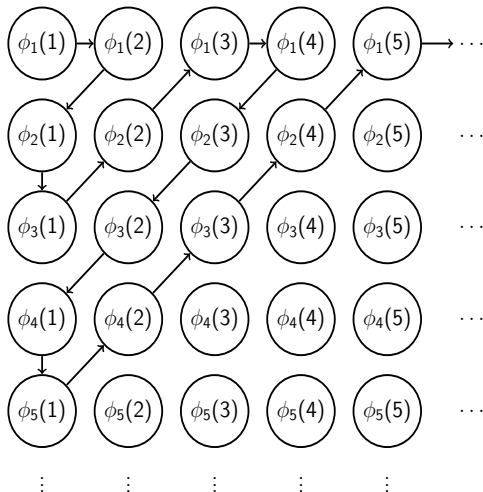 ϕ₁(1) ϕ₁(2) ϕ₁(3) ϕ₁(4) ϕ₁(5) ⋯
ϕ₂(1) ϕ₂(2) ϕ₂(3) ϕ₂(4) ϕ₂(5) ⋯
ϕ₃(1) ϕ₃(2) ϕ₃(3) ϕ₃(4) ϕ₃(5) ⋯
ϕ₄(1) ϕ₄(2) ϕ₄(3) ϕ₄(4) ϕ₄(5) ⋯
ϕ₅(1) ϕ₅(2) ϕ₅(3) ϕ₅(4) ϕ₅(5) ⋯
⋮ ⋮ ⋮ ⋮ ⋮